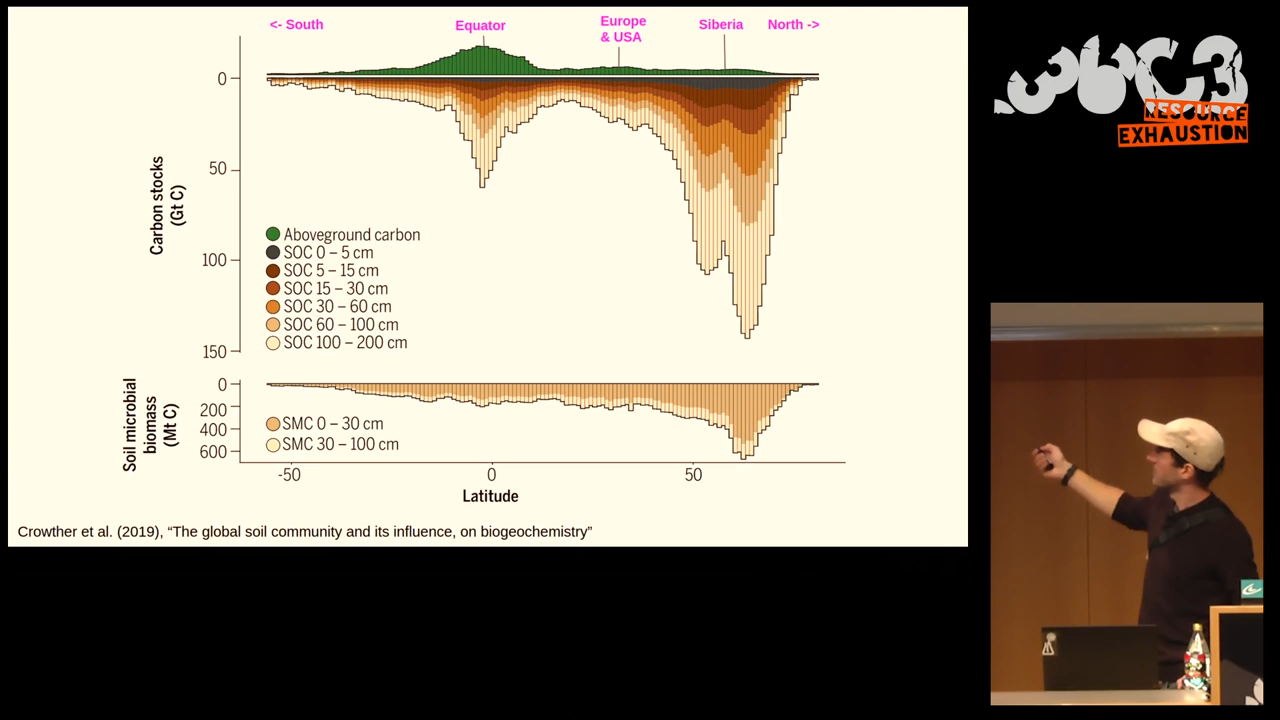 <- South
Equator
Europe
& USA
Siberia
North ->
0
50
100
150
Carbon stocks
(Gt C)
Aboveground carbon
SOC 0 – 5 cm
SOC 5 – 15 cm
SOC 15 – 30 cm
SOC 30 – 60 cm
SOC 60 – 100 cm
SOC 100 – 200 cm
0
200
400
600
Soil microbial
biomass
(Mt C)
SMC 0 – 30 cm
SMC 30 – 100 cm
-50
0
50
Latitude
Crowther et al. (2019), “The global soil community and its influence, on biogeochemistry”
36C3
RESOURCE
EXHAUSTION